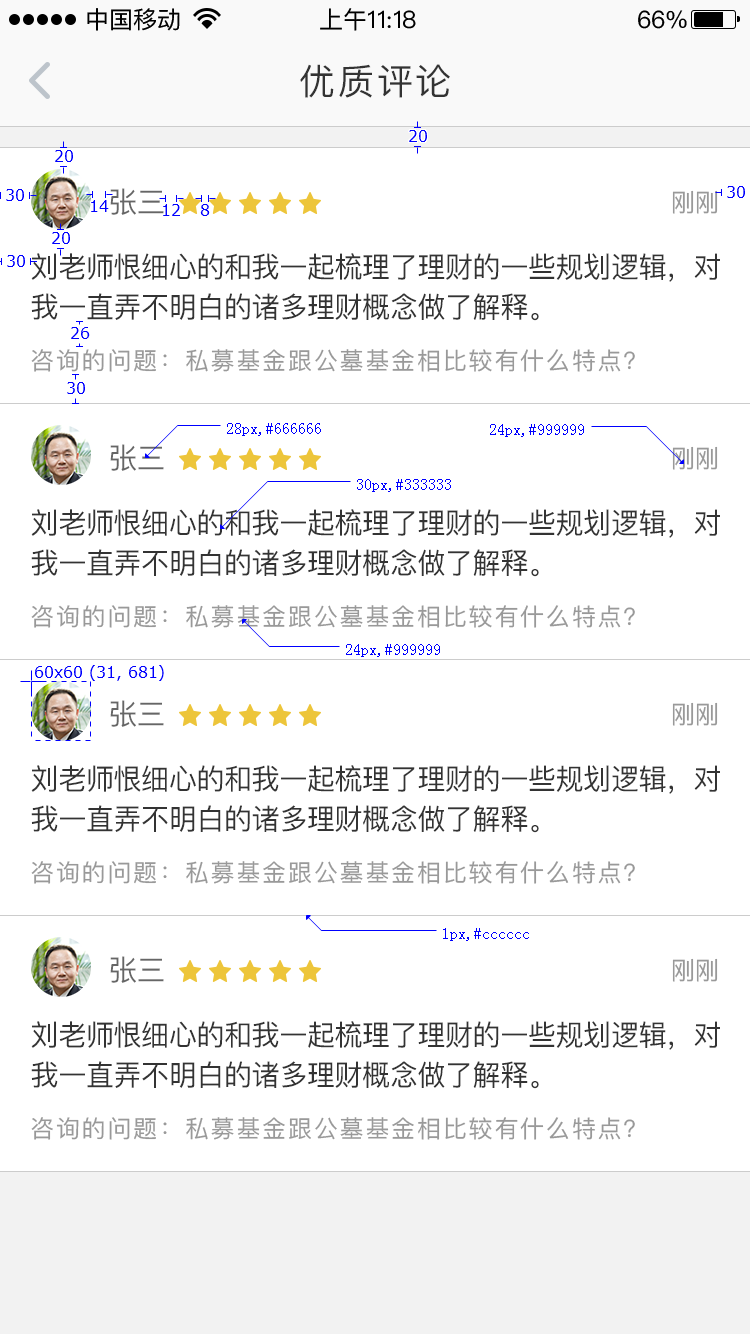 中国移动 上午11:18 66%
优质评论
20
20
30 14 张三 12 8 刚刚 30
20
30 刘老师恨细心的和我一起梳理了理财的一些规划逻辑，对
我一直弄不明白的诸多理财概念做了解释。
26
咨询的问题：私募基金跟公墓基金相比较有什么特点？
30
28px,#666666 24px,#999999
张三 刚刚
30px,#333333
刘老师恨细心的和我一起梳理了理财的一些规划逻辑，对
我一直弄不明白的诸多理财概念做了解释。
咨询的问题：私募基金跟公墓基金相比较有什么特点？
24px,#999999
60x60 (31, 681)
张三 刚刚
刘老师恨细心的和我一起梳理了理财的一些规划逻辑，对
我一直弄不明白的诸多理财概念做了解释。
咨询的问题：私募基金跟公墓基金相比较有什么特点？
1px,#cccccc
张三 刚刚
刘老师恨细心的和我一起梳理了理财的一些规划逻辑，对
我一直弄不明白的诸多理财概念做了解释。
咨询的问题：私募基金跟公墓基金相比较有什么特点？